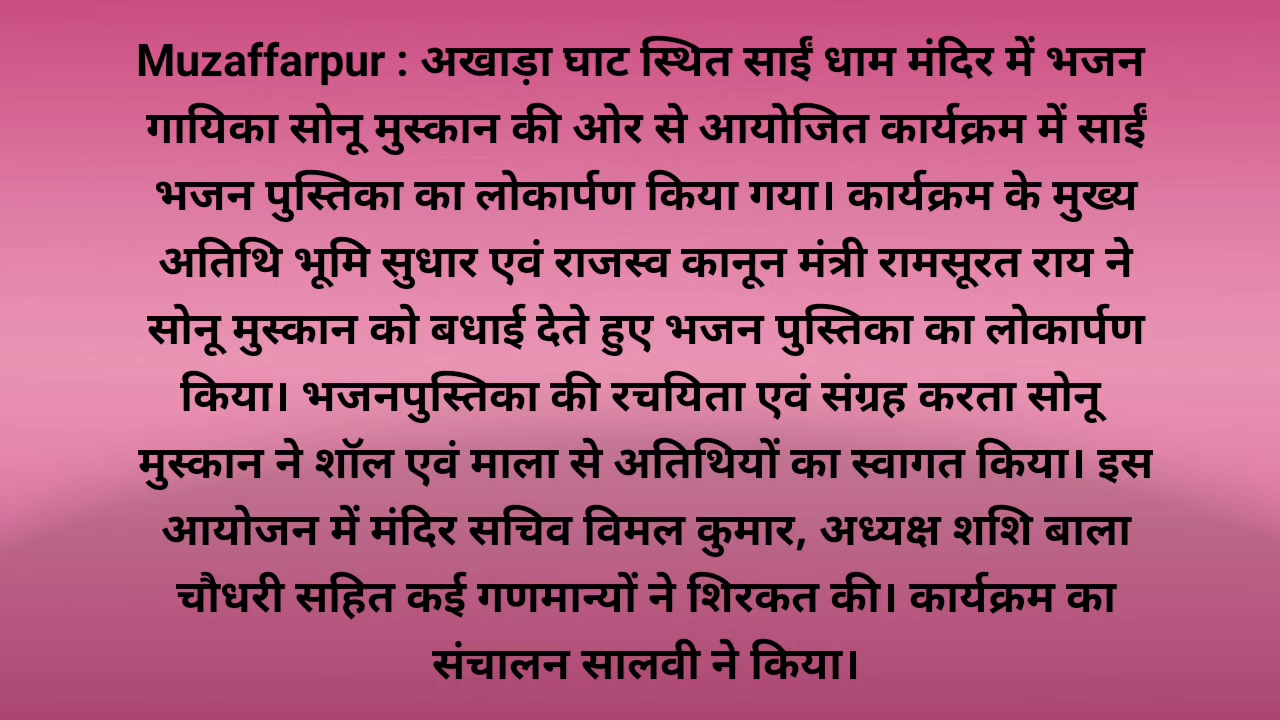 Muzaffarpur : अखाड़ा घाट स्थित साईं धाम मंदिर में भजन
गायिका सोनू मुस्कान की ओर से आयोजित कार्यक्रम में साईं
भजन पुस्तिका का लोकार्पण किया गया। कार्यक्रम के मुख्य
अतिथि भूमि सुधार एवं राजस्व कानून मंत्री रामसूरत राय ने
सोनू मुस्कान को बधाई देते हुए भजन पुस्तिका का लोकार्पण
किया। भजनपुस्तिका की रचयिता एवं संग्रह करता सोनू
मुस्कान ने शॉल एवं माला से अतिथियों का स्वागत किया। इस
आयोजन में मंदिर सचिव विमल कुमार, अध्यक्ष शशि बाला
चौधरी सहित कई गणमान्यों ने शिरकत की। कार्यक्रम का
संचालन सालवी ने किया।